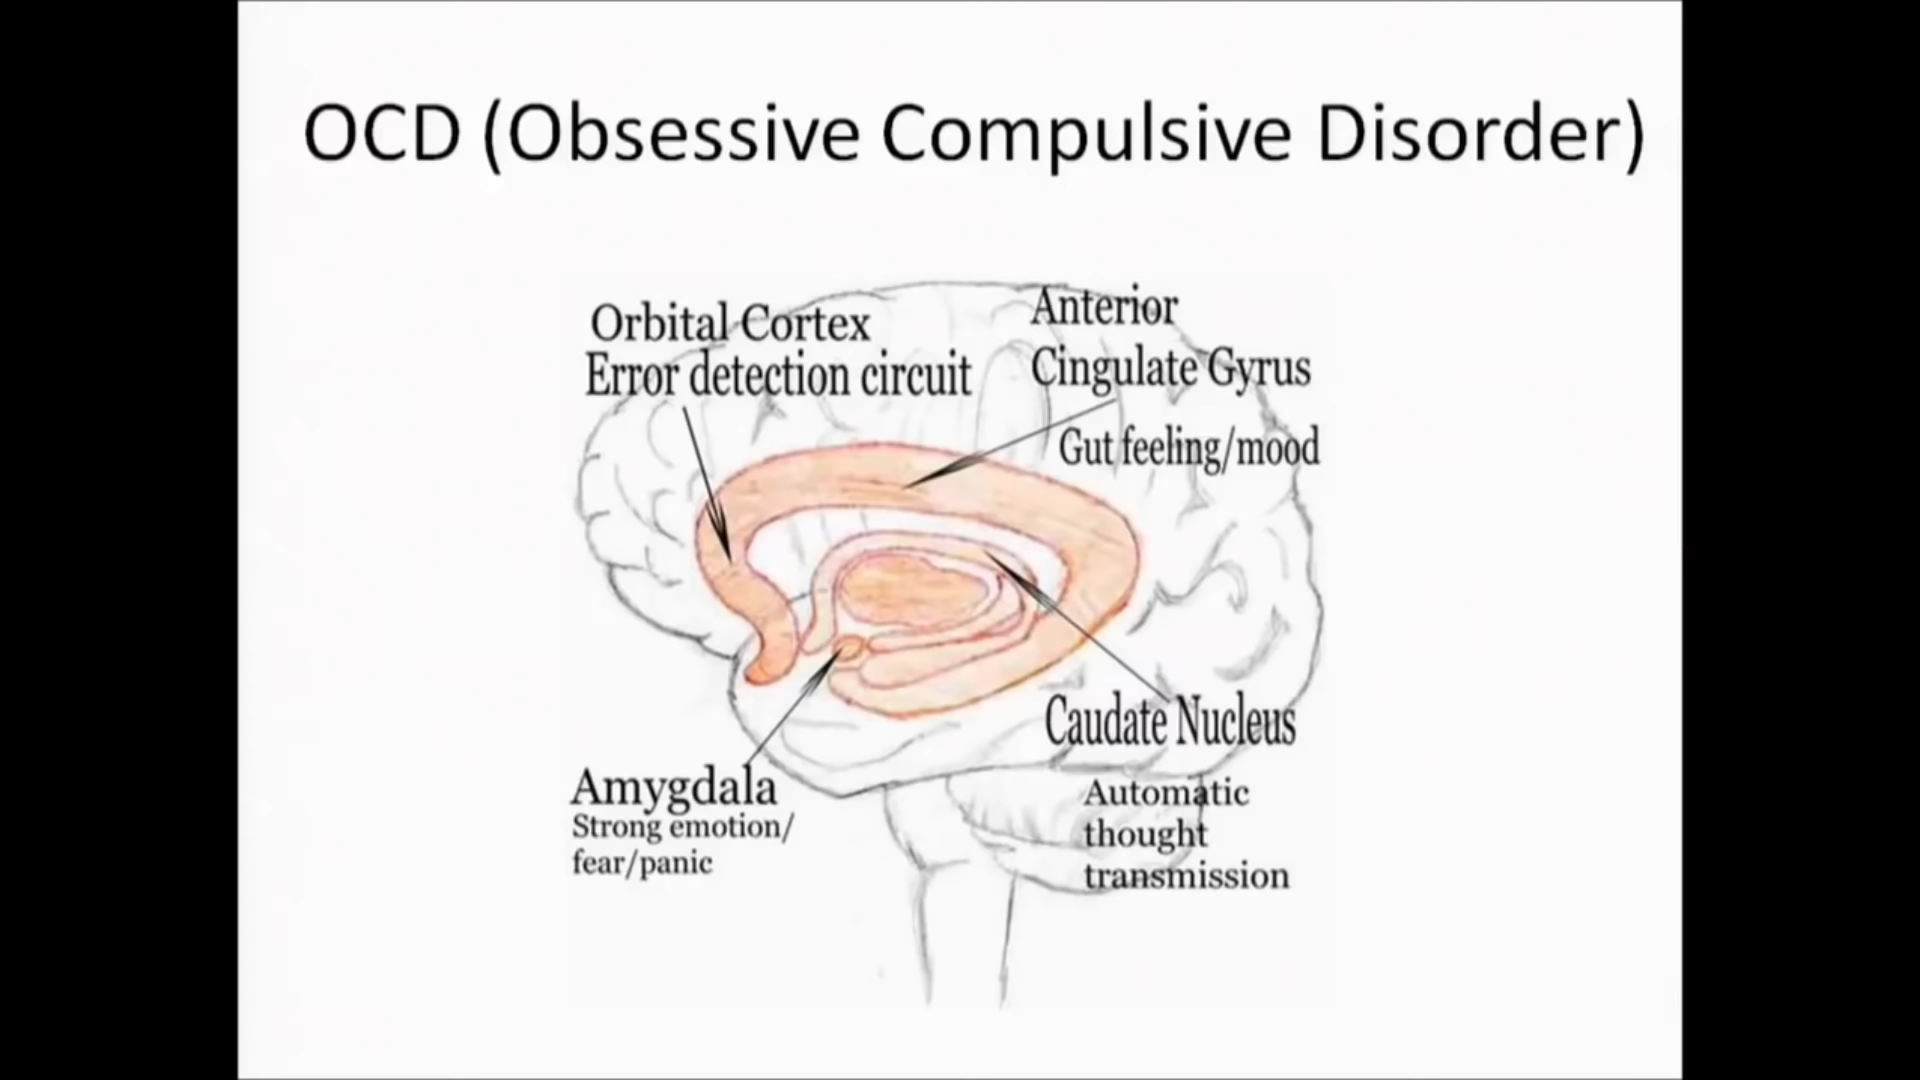 OCD (Obsessive Compulsive Disorder)
Orbital Cortex
Error detection circuit
Anterior
Cingulate Gyrus
Gut feeling/mood
Caudate Nucleus
Automatic
thought
transmission
Amygdala
Strong emotion/
fear/panic